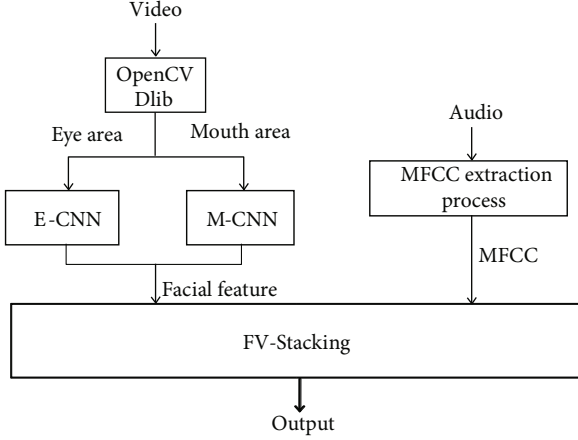 Video
OpenCV
Dlib
Eye area
Mouth area
Audio
E-CNN
M-CNN
MFCC extraction
process
MFCC
Facial feature
FV-Stacking
Output